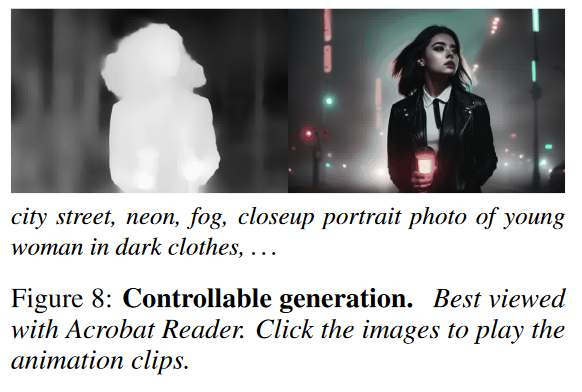 city street, neon, fog, closeup portrait photo of young
woman in dark clothes, ...
Figure 8: Controllable generation. Best viewed
with Acrobat Reader. Click the images to play the
animation clips.